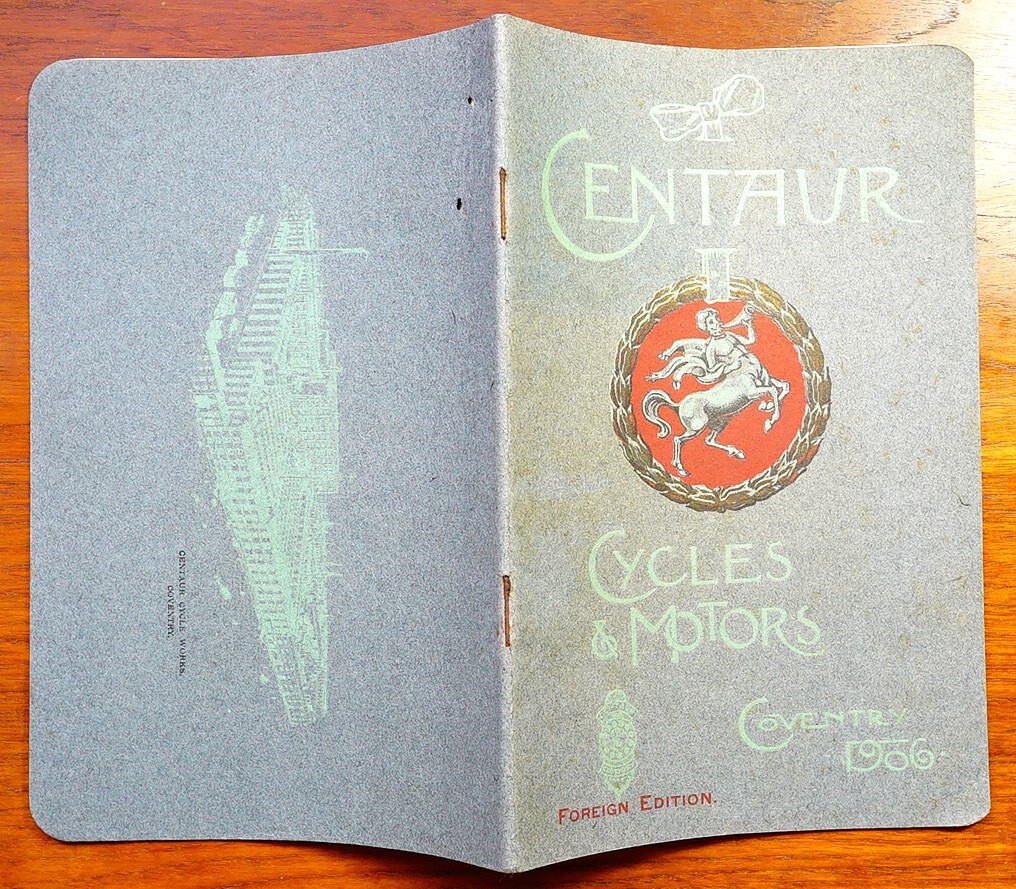 CENTAUR
CYCLES
& MOTORS
COVENTRY
1906.
FOREIGN EDITION.
CENTAUR CYCLE WORKS,
COVENTRY.